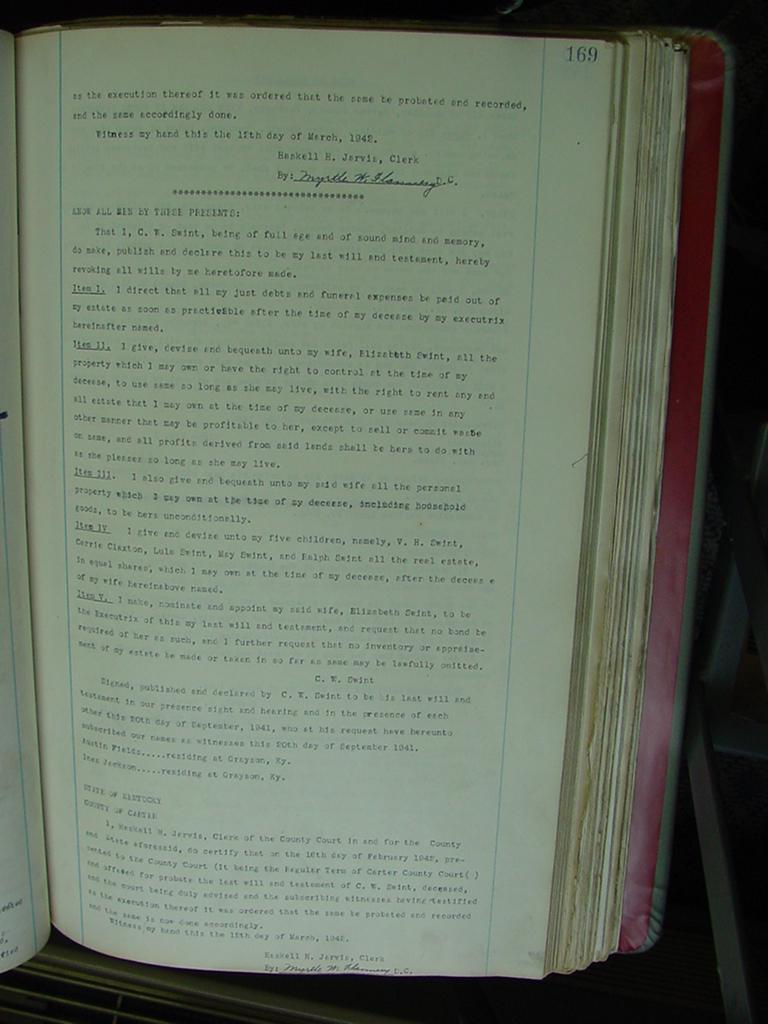 169
as the execution thereof it was ordered that the same be probated and recorded,
and the same accordingly done.
Witness my hand this the 12th day of March, 1942.
Haskell H. Jarvis, Clerk
By: Myrtle W. Flannery D.C.
KNOW ALL MEN BY THESE PRESENTS:
That I, C. W. Swint, being of full age and of sound mind and memory,
do make, publish and declare this to be my last will and testament, hereby
revoking all wills by me heretofore made.
Item I. I direct that all my just debts and funeral expenses be paid out of
my estate as soon as practicable after the time of my decease by my executrix
hereinafter named.
Item II. I give, devise and bequeath unto my wife, Elizabeth Swint, all the
property which I may own or have the right to control at the time of my
decease, to use same so long as she may live, with the right to rent any and
all estate that I may own at the time of my decease, or use same in any
other manner that may be profitable to her, except to sell or commit waste
on same, and all profits derived from said lands shall be hers to do with
as she pleases so long as she may live.
Item III. I also give and bequeath unto my said wife all the personal
property which I may own at the time of my decease, including household
goods, to be hers unconditionally.
Item IV I give and devise unto my five children, namely, V. H. Swint,
Carrie Claxton, Lula Swint, May Swint, and Ralph Swint all the real estate,
in equal shares, which I may own at the time of my decease, after the deceas e
of my wife hereinabove named.
Item V. I make, nominate and appoint my said wife, Elizabeth Swint, to be
the Executrix of this my last will and testament, and request that no bond be
required of her as such, and I further request that no inventory or appraise-
ment of my estate be made or taken in so far as same may be lawfully omitted.
C. W. Swint
Signed, published and declared by C. W. Swint to be his last will and
testament in our presence sight and hearing and in the presence of each
other this 20th day of September, 1941, who at his request have hereunto
subscribed our names as witnesses this 20th day of September 1941.
Austin Fields.....residing at Grayson, Ky.
Inez Jackson.....residing at Grayson, Ky.
STATE OF KENTUCKY
COUNTY OF CARTER
I, Haskell H. Jarvis, Clerk of the County Court in and for the County
and State aforesaid, do certify that on the 16th day of February 1942, pre-
sented to the County Court (it being the Regular Term of Carter County Court( )
and offered for probate the last will and testament of C. W. Swint, deceased,
and the court being duly advised and the subscribing witnesses having testified
as the execution thereof it was ordered that the same be probated and recorded
and the same is now done accordingly.
Witness my hand this the 12th day of March, 1942.
Haskell H. Jarvis, Clerk
By: Myrtle W. Flannery D.C.